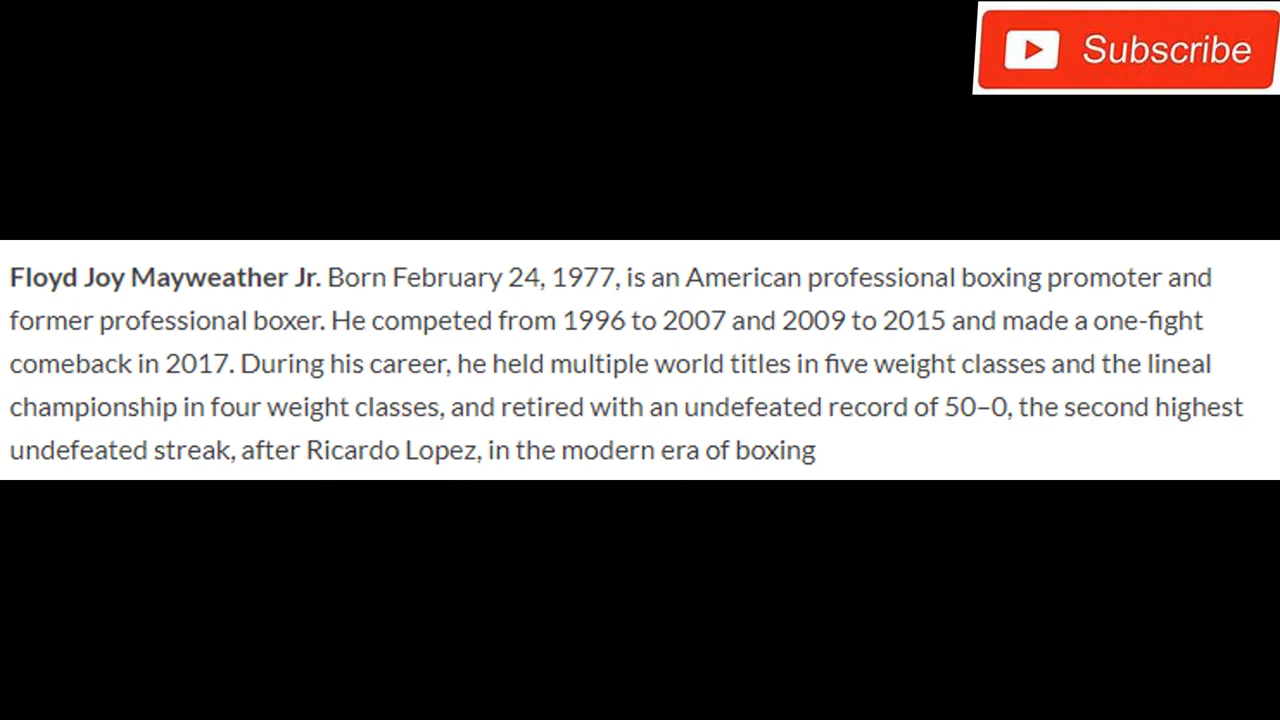 Subscribe
Floyd Joy Mayweather Jr. Born February 24, 1977, is an American professional boxing promoter and
former professional boxer. He competed from 1996 to 2007 and 2009 to 2015 and made a one-fight
comeback in 2017. During his career, he held multiple world titles in five weight classes and the lineal
championship in four weight classes, and retired with an undefeated record of 50–0, the second highest
undefeated streak, after Ricardo Lopez, in the modern era of boxing